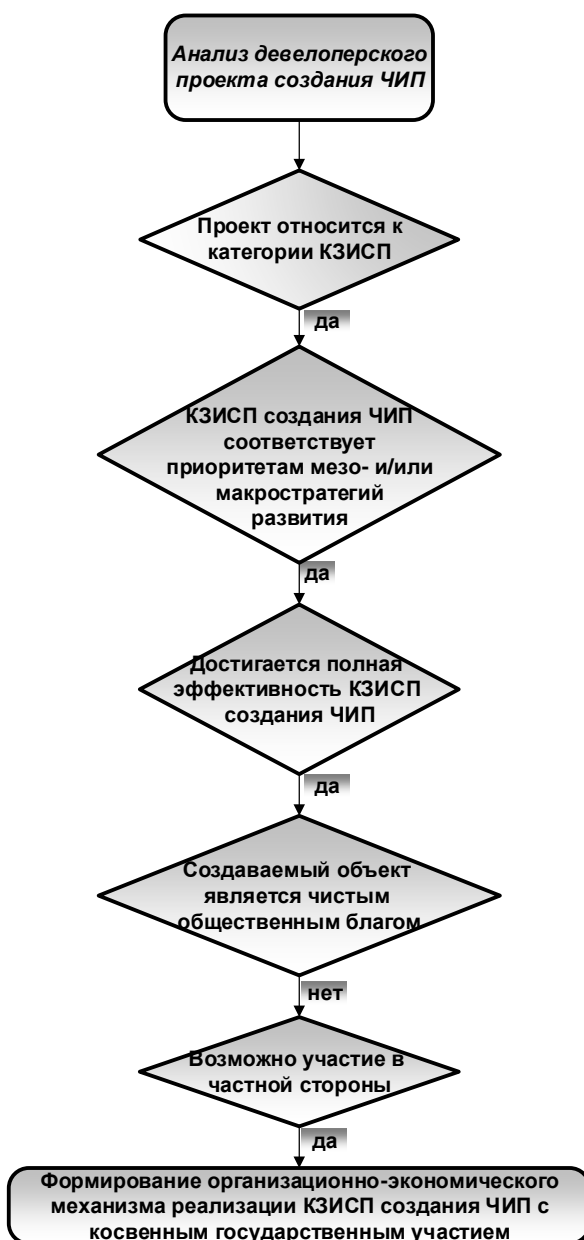 Анализ девелоперского
проекта создания ЧИП
Проект относится к
категории КЗИСП
да
КЗИСП создания ЧИП
соответствует
приоритетам мезо- и/или
макростратегий
развития
да
Достигается полная
эффективность КЗИСП
создания ЧИП
да
Создаваемый объект
является чистым
общественным благом
нет
Возможно участие в
частной стороны
да
Формирование организационно-экономического
механизма реализации КЗИСП создания ЧИП с
косвенным государственным участием